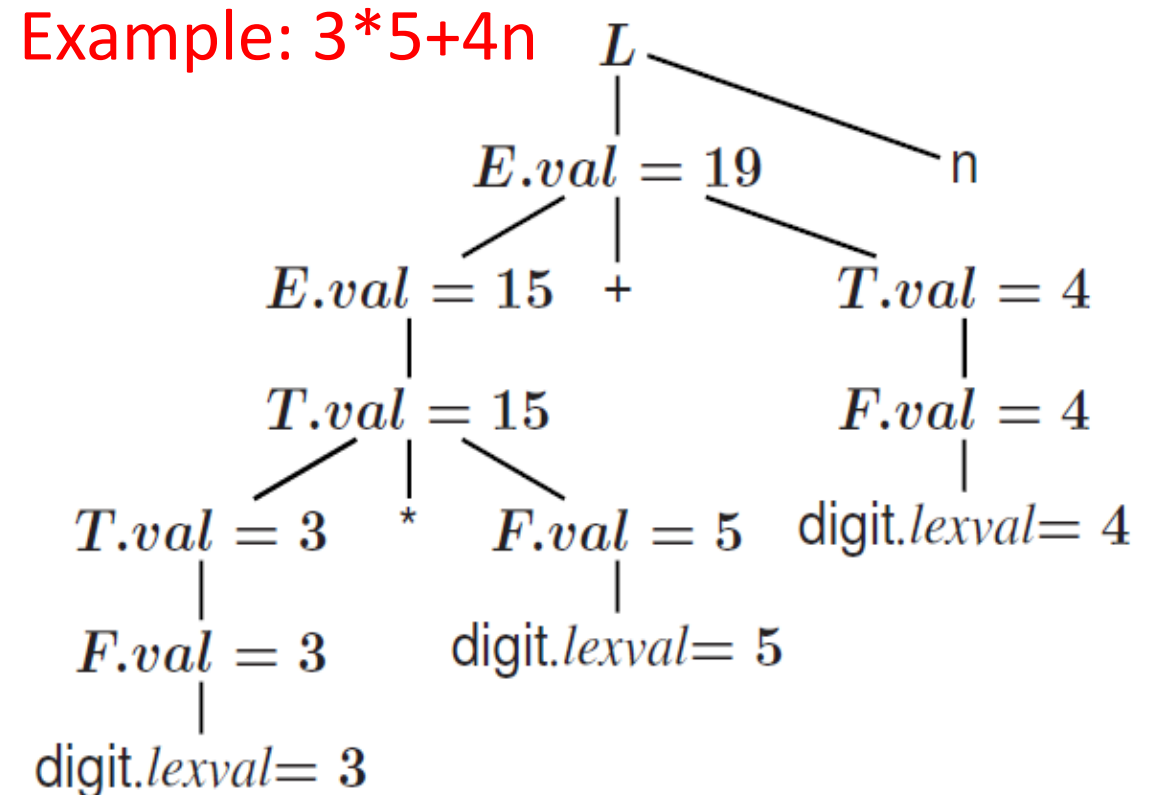 Example: 3*5+4n
L
E.val = 19
n
E.val = 15
+
T.val = 4
T.val = 15
F.val = 4
T.val = 3
*
F.val = 5
digit.lexval= 4
F.val = 3
digit.lexval= 5
digit.lexval= 3